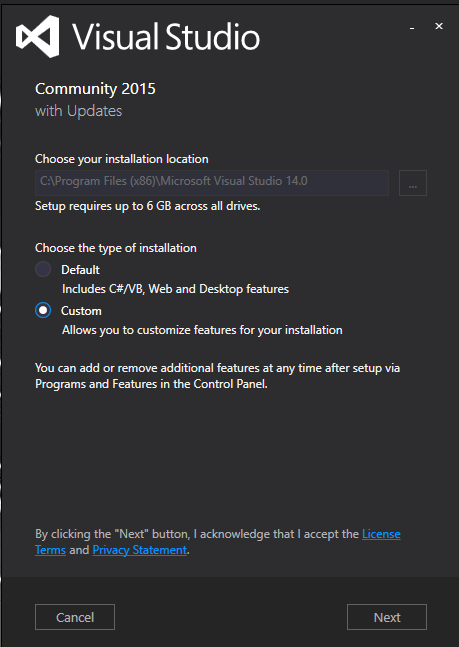 Visual Studio
Community 2015
with Updates
Choose your installation location
C:\Program Files (x86)\Microsoft Visual Studio 14.0
...
Setup requires up to 6 GB across all drives.
Choose the type of installation
Default
Includes C#/VB, Web and Desktop features
Custom
Allows you to customize features for your installation
You can add or remove additional features at any time after setup via
Programs and Features in the Control Panel.
By clicking the "Next" button, I acknowledge that I accept the License
Terms and Privacy Statement.
Cancel
Next